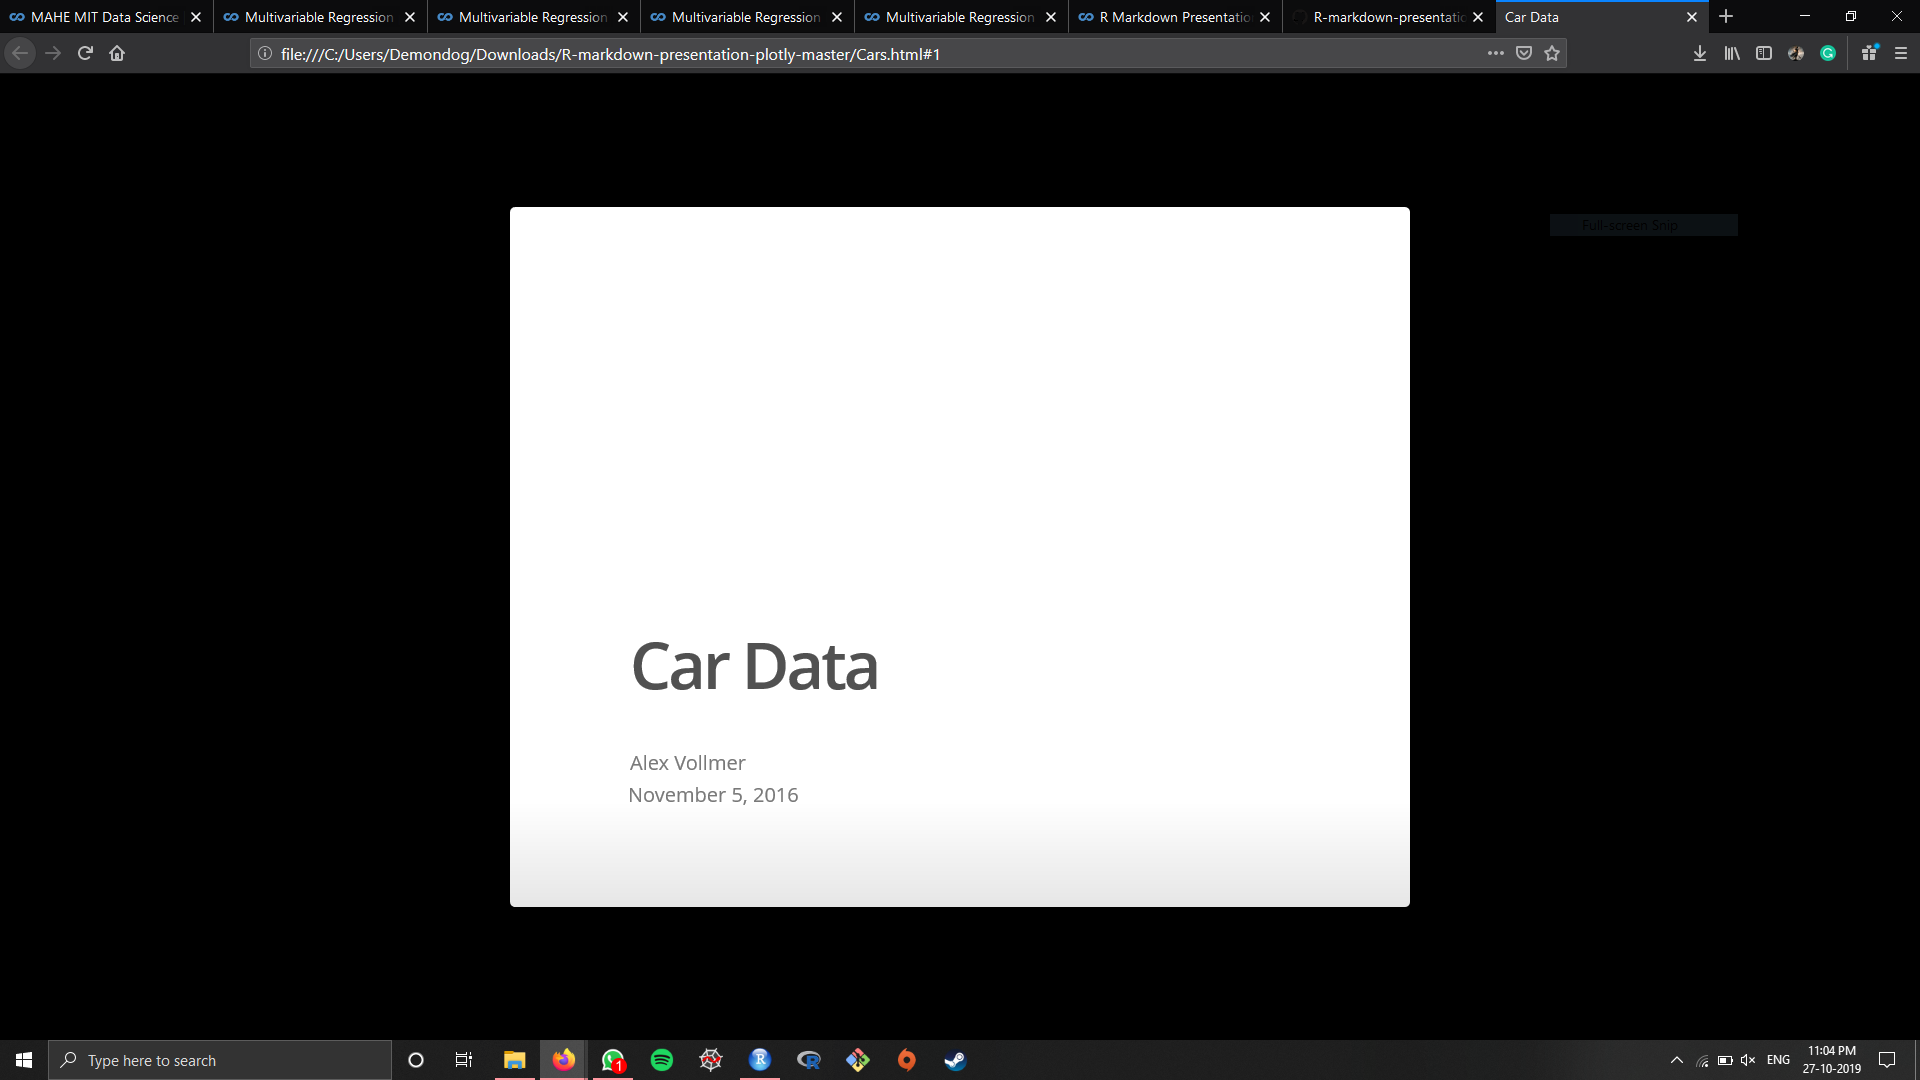 MAHE MIT Data Science
Multivariable Regression
Multivariable Regression
Multivariable Regression
Multivariable Regression
R Markdown Presentatio
R-markdown-presentatio
Car Data
file:///C:/Users/Demondog/Downloads/R-markdown-presentation-plotly-master/Cars.html#1
Full-screen Snip
Car Data
Alex Vollmer
November 5, 2016
Type here to search
1
ENG
11:04 PM
27-10-2019